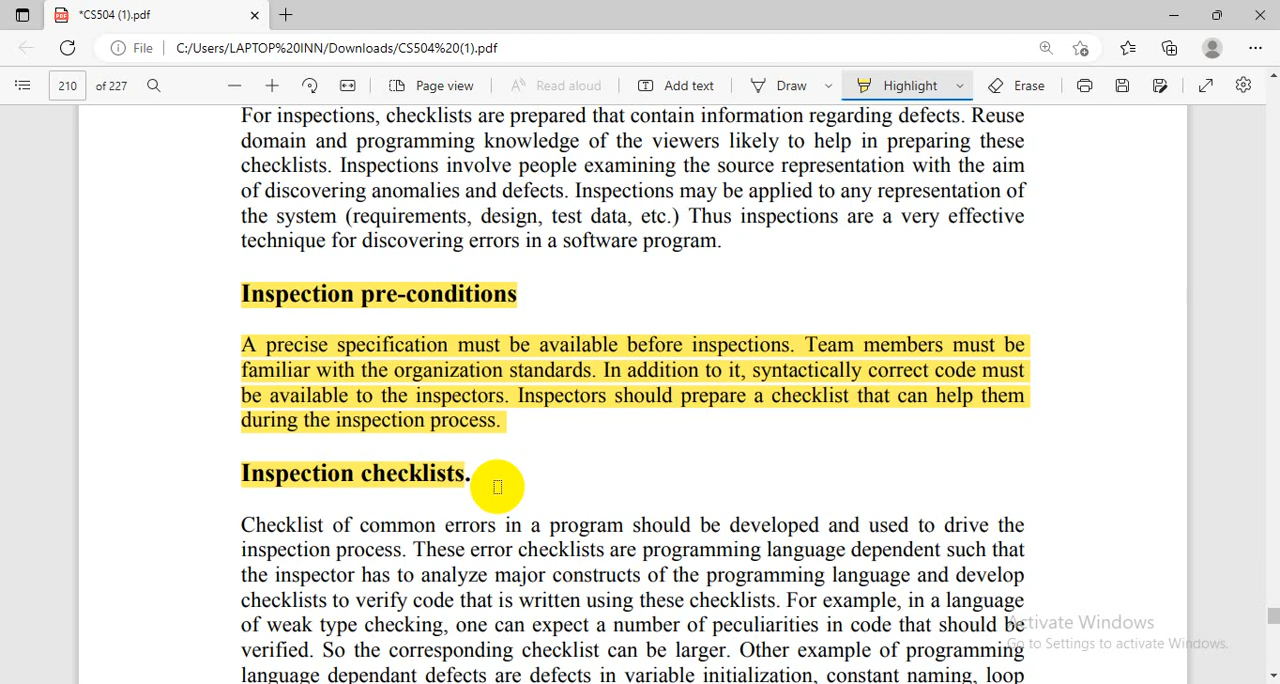 *CS504 (1).pdf
File
C:/Users/LAPTOP%20INN/Downloads/CS504%20(1).pdf
210 of 227
Page view
Read aloud
Add text
Draw
Highlight
Erase
For inspections, checklists are prepared that contain information regarding defects. Reuse
domain and programming knowledge of the viewers likely to help in preparing these
checklists. Inspections involve people examining the source representation with the aim
of discovering anomalies and defects. Inspections may be applied to any representation of
the system (requirements, design, test data, etc.) Thus inspections are a very effective
technique for discovering errors in a software program.
Inspection pre-conditions
A precise specification must be available before inspections. Team members must be
familiar with the organization standards. In addition to it, syntactically correct code must
be available to the inspectors. Inspectors should prepare a checklist that can help them
during the inspection process.
Inspection checklists.
Checklist of common errors in a program should be developed and used to drive the
inspection process. These error checklists are programming language dependent such that
the inspector has to analyze major constructs of the programming language and develop
checklists to verify code that is written using these checklists. For example, in a language
of weak type checking, one can expect a number of peculiarities in code that should be
verified. So the corresponding checklist can be larger. Other example of programming
language dependant defects are defects in variable initialization, constant naming, loop
Activate Windows
Go to Settings to activate Windows.